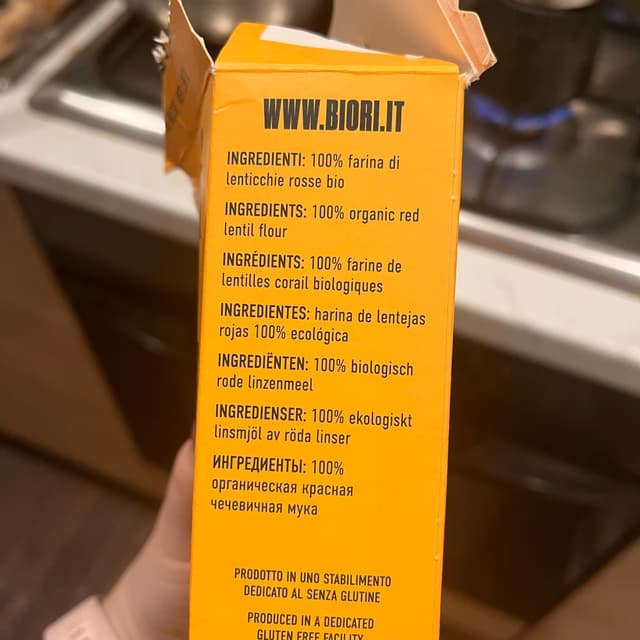 WWW.BIORI.IT
INGREDIENTI: 100% farina di
lenticchie rosse bio
INGREDIENTS: 100% organic red
lentil flour
INGRÉDIENTS: 100% farine de
lentilles corail biologiques
INGREDIENTES: harina de lentejas
rojas 100% ecológica
INGREDIËNTEN: 100% biologisch
rode linzenmeel
INGREDIENSER: 100% ekologiskt
linsmjöl av röda linser
ИНГРЕДИЕНТЫ: 100%
органическая красная
чечевичная мука
PRODOTTO IN UNO STABILIMENTO
DEDICATO AL SENZA GLUTINE
PRODUCED IN A DEDICATED
GLUTEN FREE FACILITY